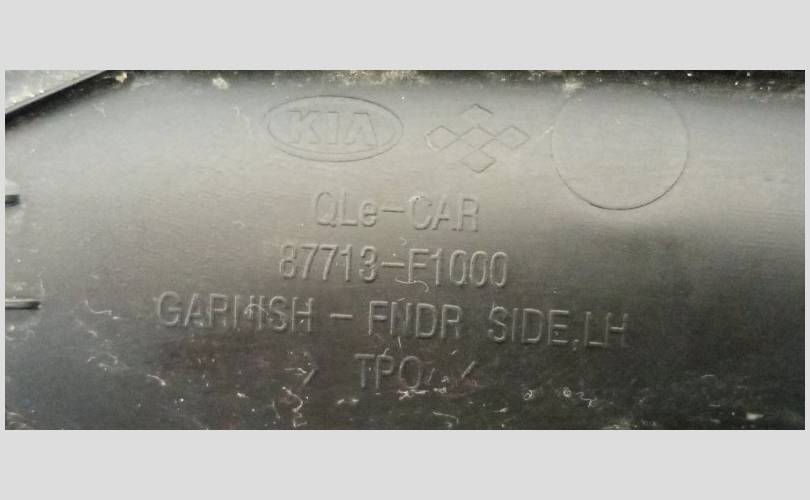 KIA
QLe-CAR
87713-F1000
GARNISH - FNDR SIDE,LH
> TPO <